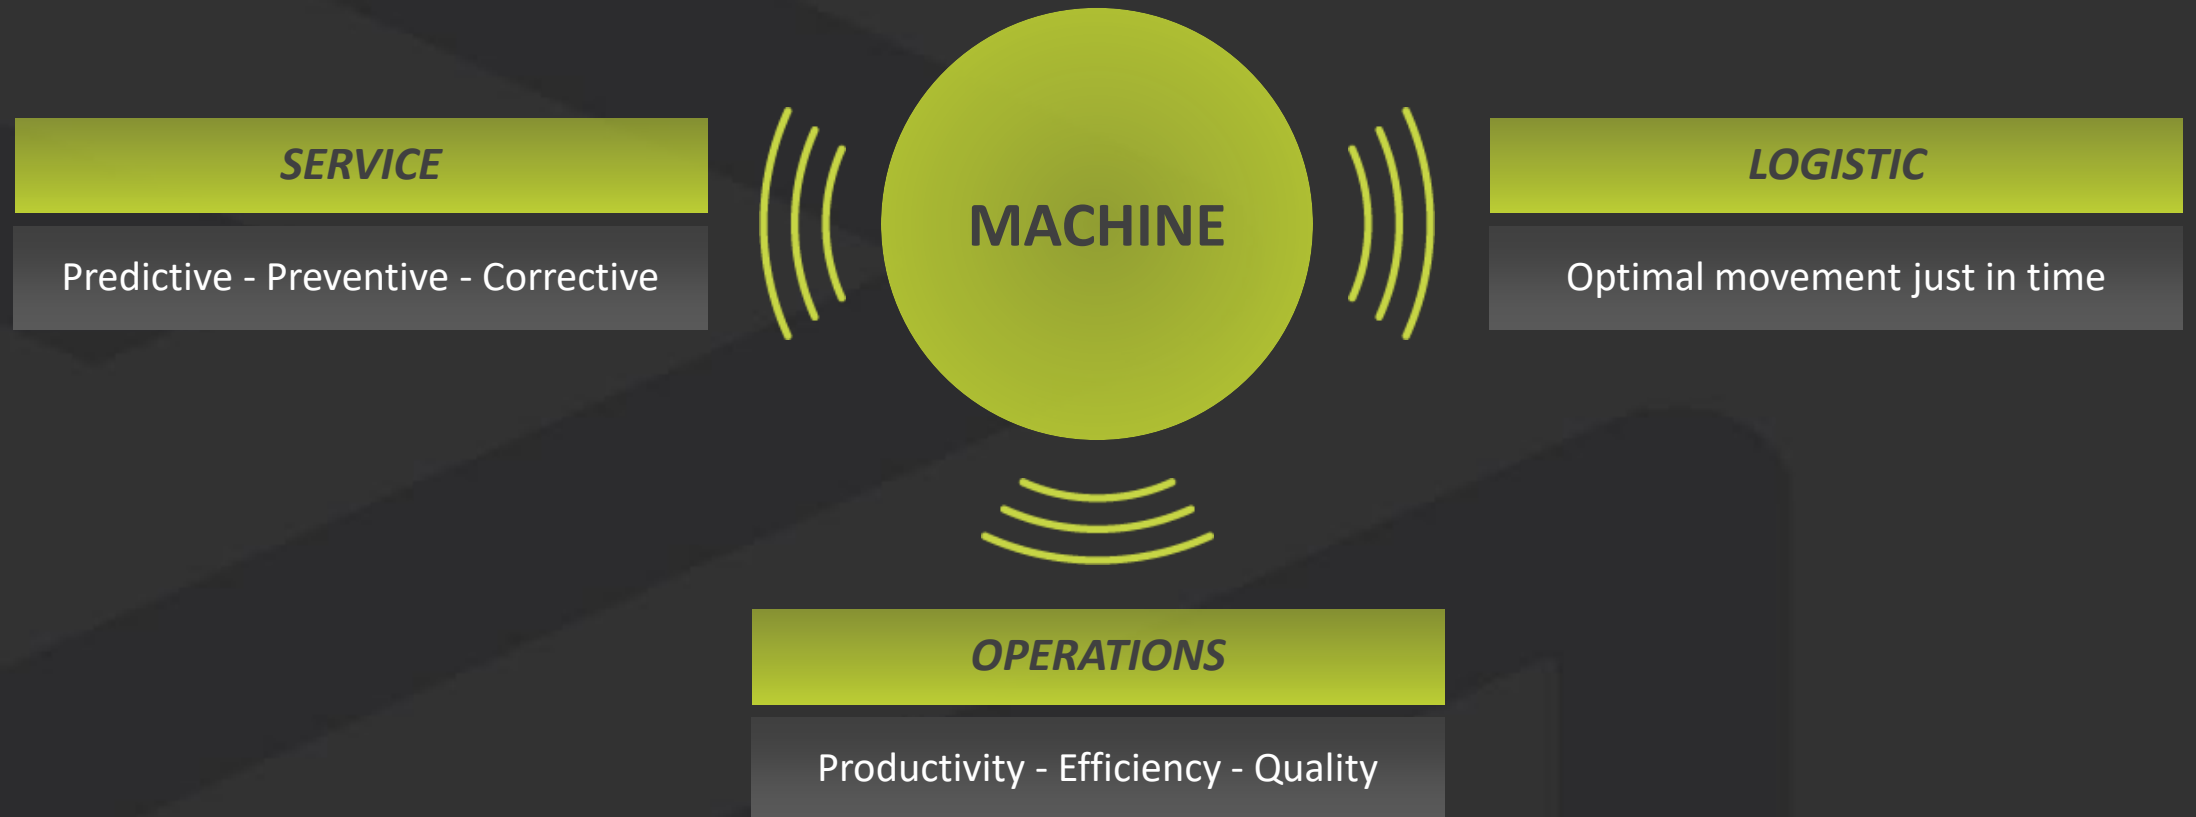 MACHINE
SERVICE
Predictive - Preventive - Corrective
LOGISTIC
Optimal movement just in time
OPERATIONS
Productivity - Efficiency - Quality